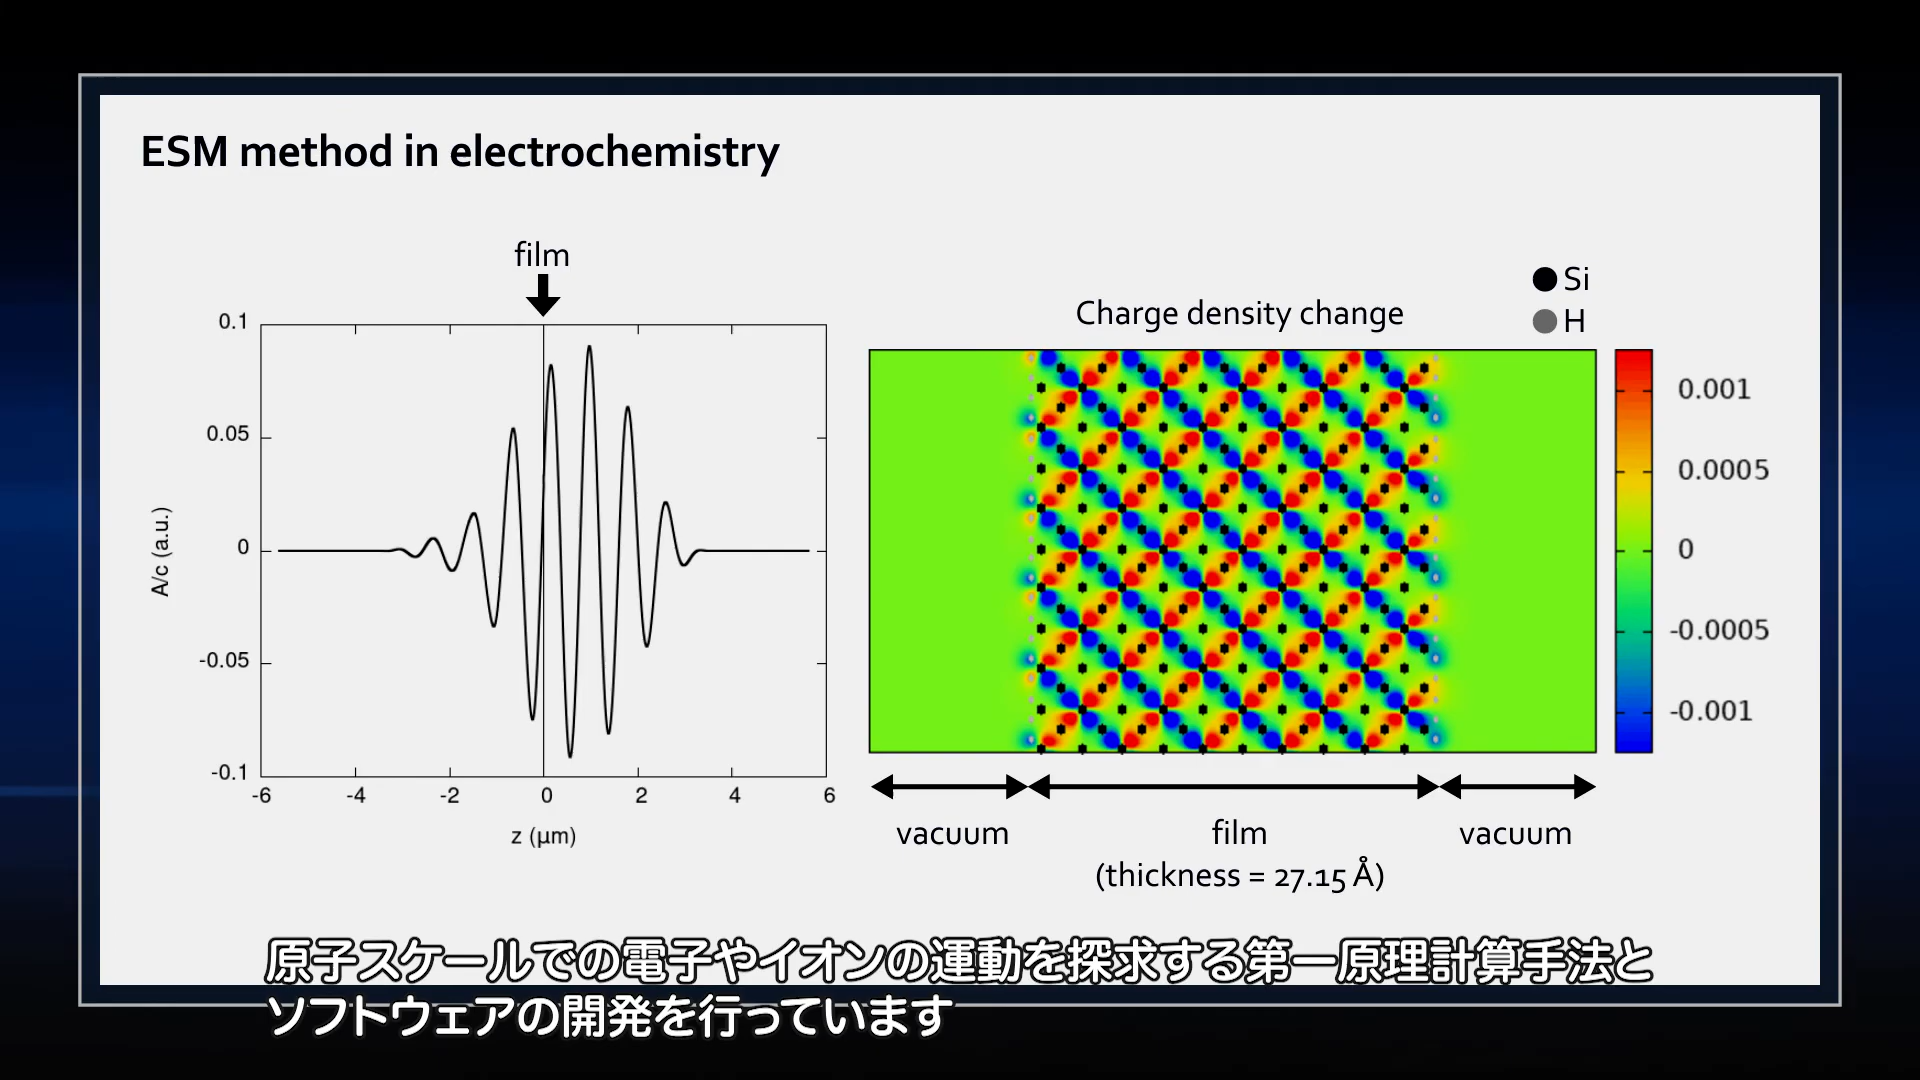 ESM method in electrochemistry
film
0.1
0.05
0
-0.05
-0.1
A/c (a.u.)
-6 -4 -2 0 2 4 6
z (μm)
Si
H
Charge density change
0.001
0.0005
0
-0.0005
-0.001
vacuum film vacuum
(thickness = 27.15 Å)
原子スケールでの電子やイオンの運動を探求する第一原理計算手法と
ソフトウェアの開発を行っています